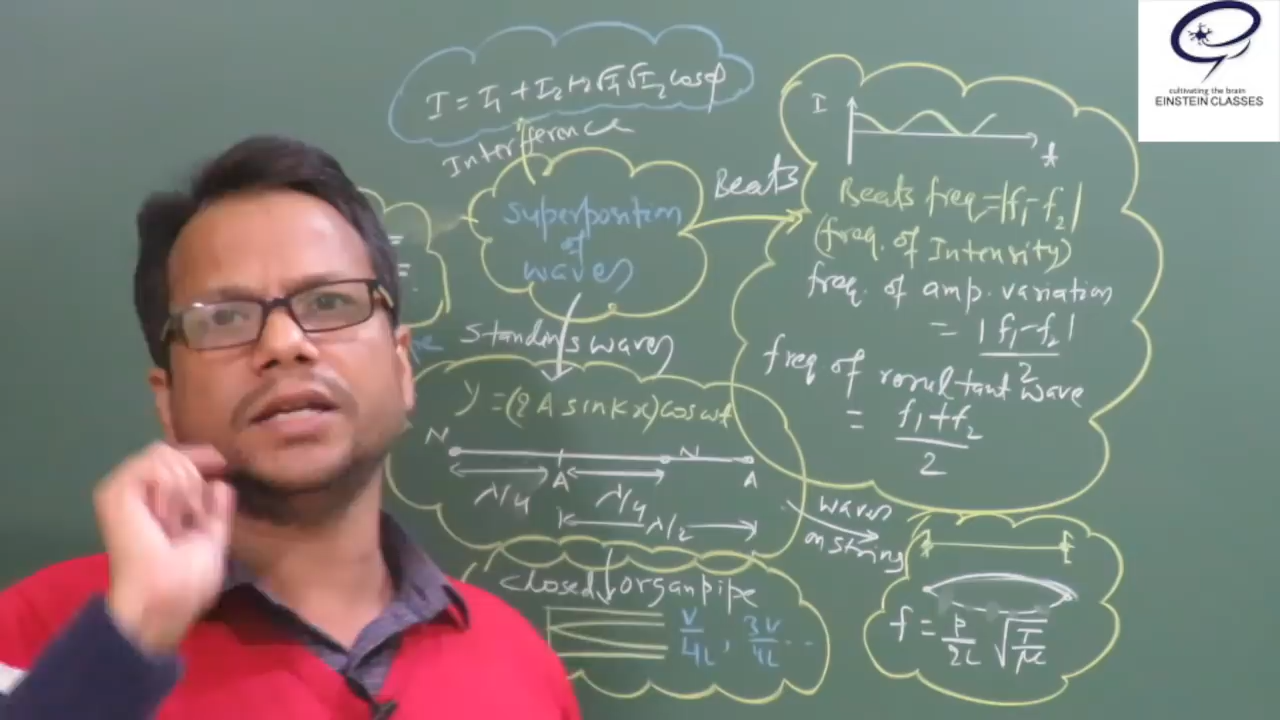 I = I₁ + I₂ + 2√I₁ √I₂ cosφ
Interference
superposition
of
waves
Beats
I
t
Beats freq = |f₁-f₂|
(freq. of Intensity)
freq. of amp. variation
= |f₁-f₂|
2
freq of resultant wave
= f₁+f₂
2
Standing waves
Y = (2A sin kx) cos ωt
N
N
A
A
λ/4
λ/4
λ/2
waves
on string
f = P/2L √T/μ
closed organ pipe
V/4L, 3V/4L ...
cultivating the brain
EINSTEIN CLASSES